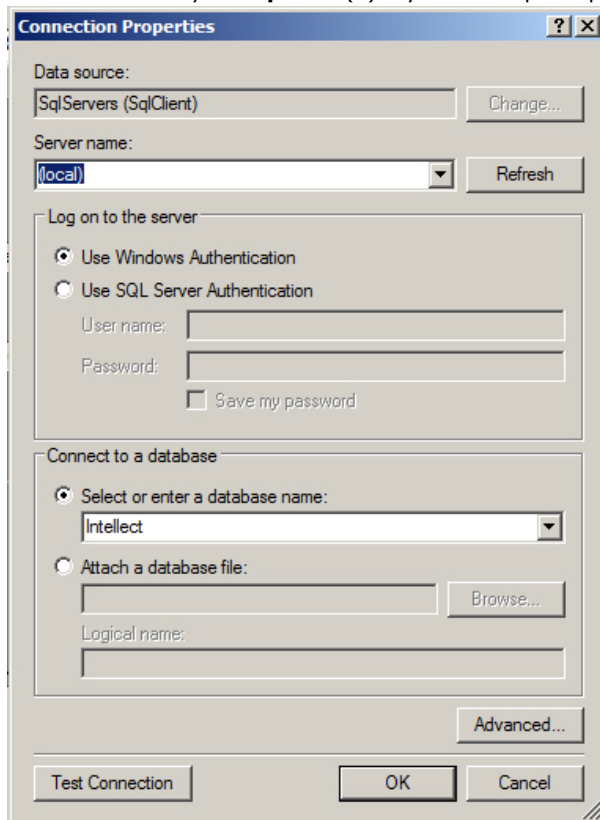 Connection Properties
Data source:
SqlServers (SqlClient) Change...
Server name:
(local) Refresh
Log on to the server
Use Windows Authentication
Use SQL Server Authentication
User name:
Password:
Save my password
Connect to a database
Select or enter a database name:
Intellect
Attach a database file:
Browse...
Logical name:
Advanced...
Test Connection OK Cancel